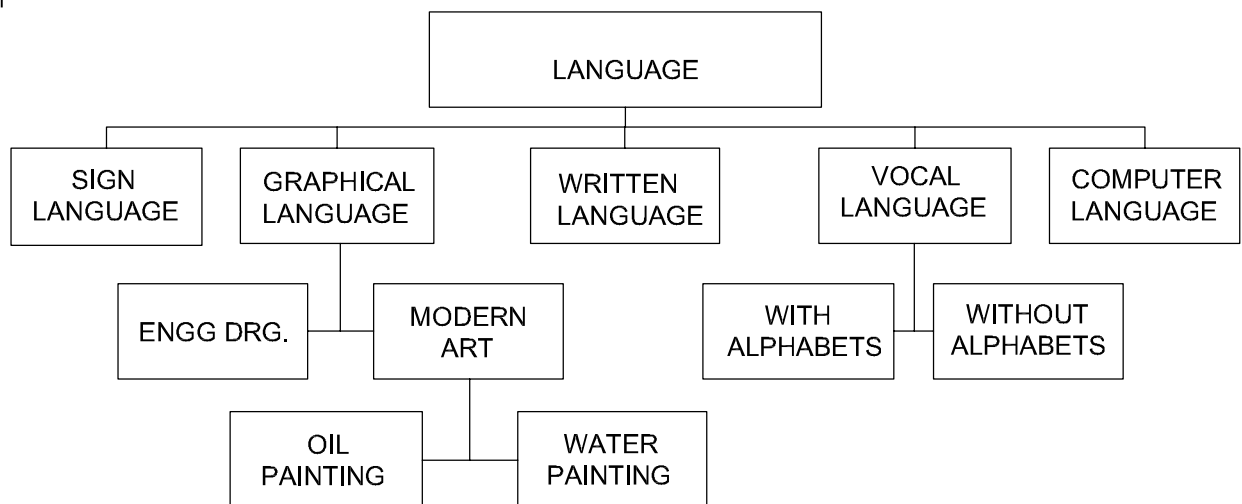 LANGUAGE
SIGN
LANGUAGE
GRAPHICAL
LANGUAGE
WRITTEN
LANGUAGE
VOCAL
LANGUAGE
COMPUTER
LANGUAGE
ENGG DRG.
MODERN
ART
WITH
ALPHABETS
WITHOUT
ALPHABETS
OIL
PAINTING
WATER
PAINTING